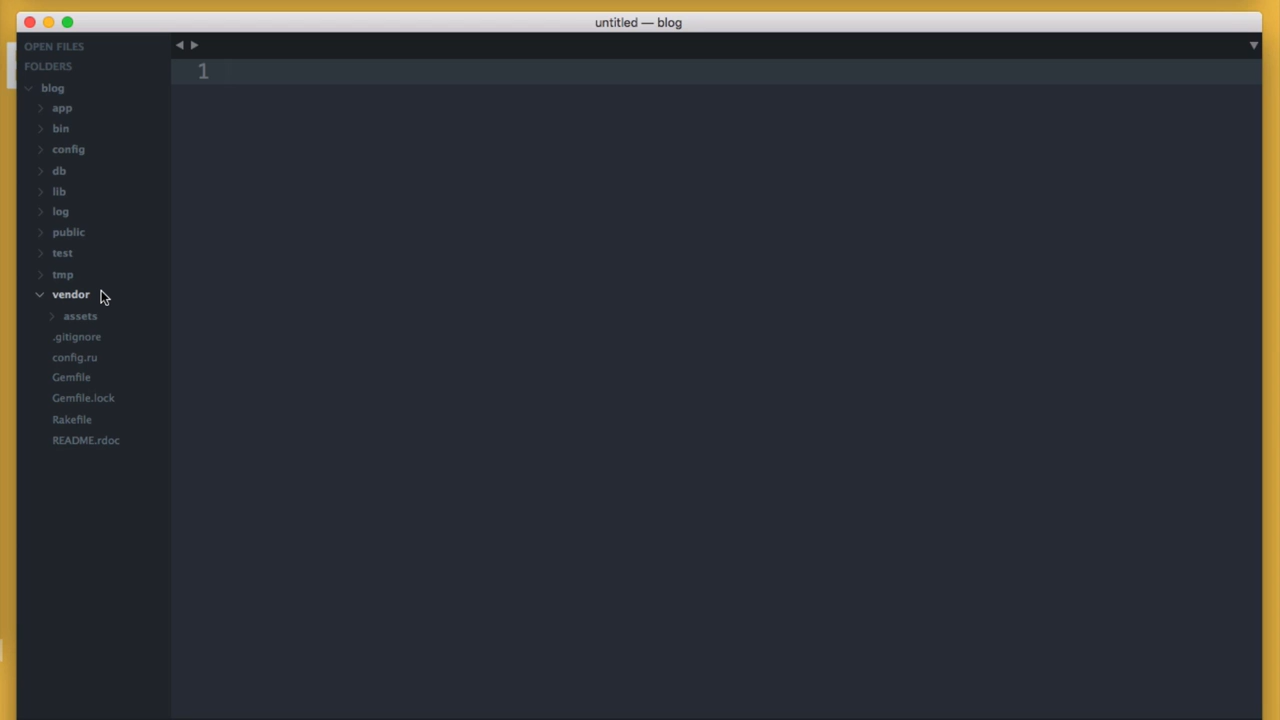 untitled — blog
OPEN FILES
FOLDERS
1
blog
app
bin
config
db
lib
log
public
test
tmp
vendor
assets
.gitignore
config.ru
Gemfile
Gemfile.lock
Rakefile
README.rdoc